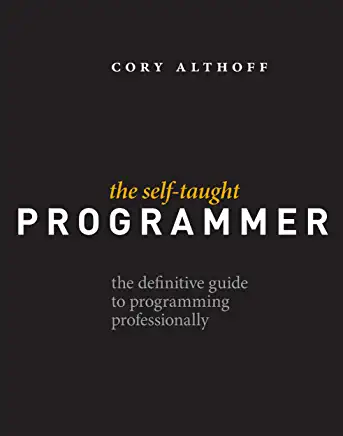 CORY ALTHOFF
the self-taught
PROGRAMMER
the definitive guide
to programming
professionally